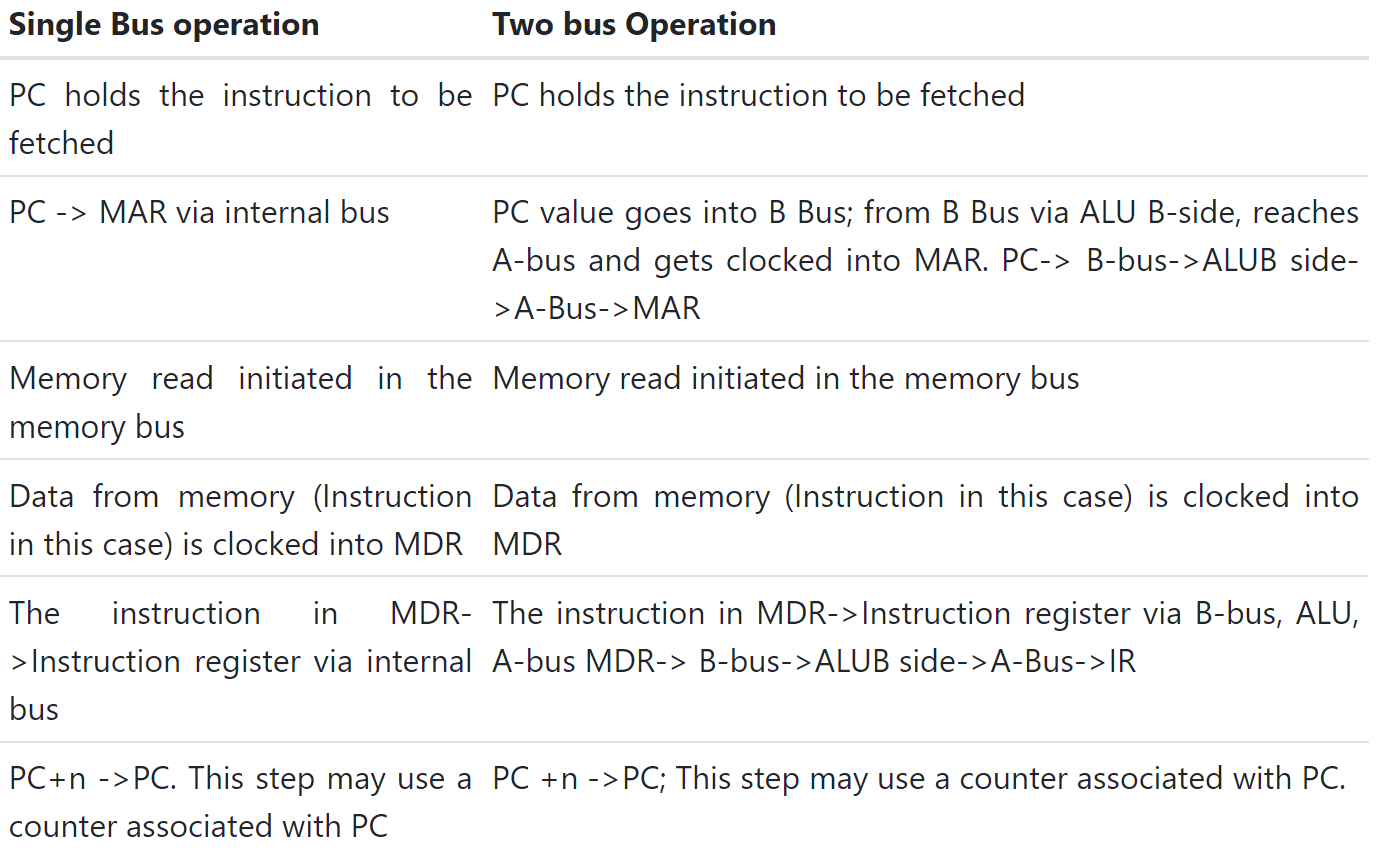 Single Bus operation
Two bus Operation
PC holds the instruction to be
fetched
PC holds the instruction to be fetched
PC -> MAR via internal bus
PC value goes into B Bus; from B Bus via ALU B-side, reaches
A-bus and gets clocked into MAR. PC-> B-bus->ALUB side-
>A-Bus->MAR
Memory read initiated in the
memory bus
Memory read initiated in the memory bus
Data from memory (Instruction
in this case) is clocked into MDR
Data from memory (Instruction in this case) is clocked into
MDR
The instruction in MDR-
>Instruction register via internal
bus
The instruction in MDR->Instruction register via B-bus, ALU,
A-bus MDR-> B-bus->ALUB side->A-Bus->IR
PC+n ->PC. This step may use a
counter associated with PC
PC +n ->PC; This step may use a counter associated with PC.